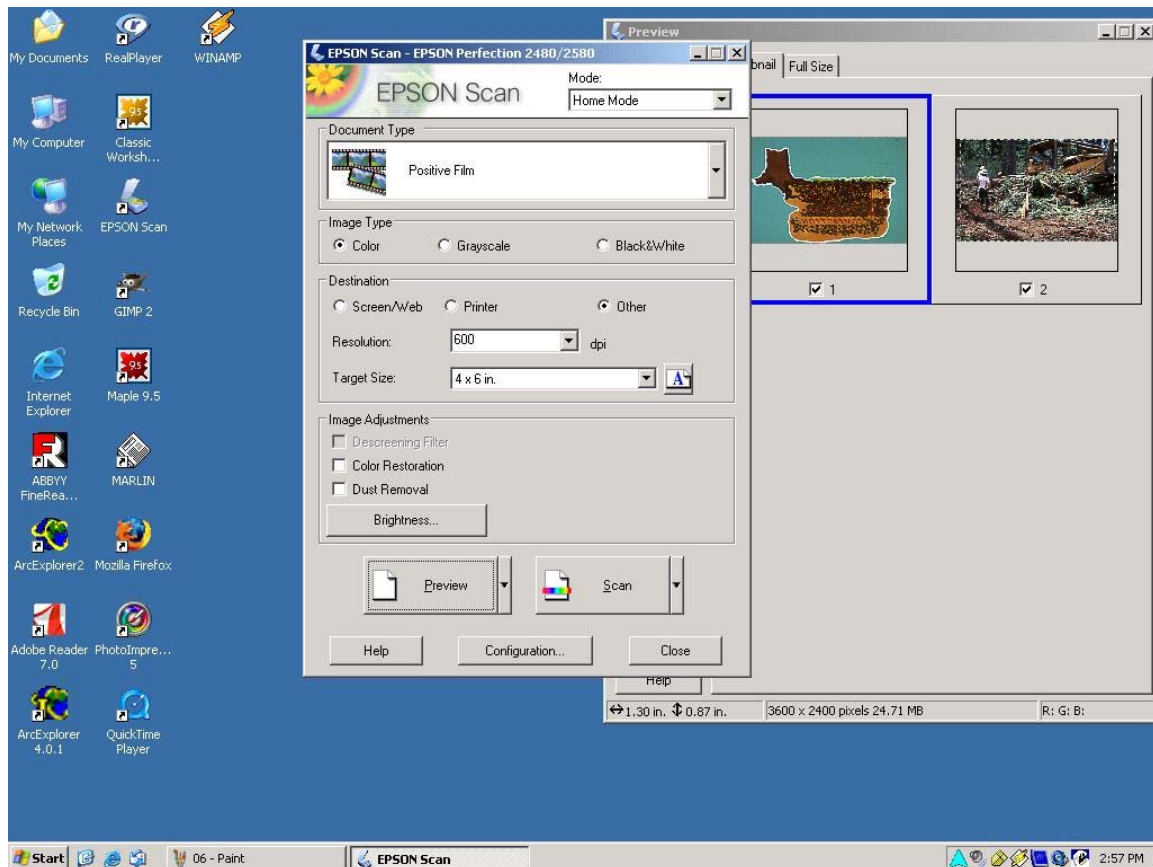 My Documents
RealPlayer
WINAMP
My Computer
Classic
Worksh...
My Network
Places
EPSON Scan
Recycle Bin
GIMP 2
Internet
Explorer
Maple 9.5
ABBYY
FineRea...
MARLIN
ArcExplorer2
Mozilla Firefox
Adobe Reader
7.0
PhotoImpre...
5
ArcExplorer
4.0.1
QuickTime
Player
EPSON Scan - EPSON Perfection 2480/2580
EPSON Scan
Mode:
Home Mode
Document Type
Positive Film
Image Type
Color
Grayscale
Black&White
Destination
Screen/Web
Printer
Other
Resolution:
600
dpi
Target Size:
4 x 6 in.
A
Image Adjustments
Descreening Filter
Color Restoration
Dust Removal
Brightness...
Preview
Scan
Help
Configuration...
Close
Preview
bnail
Full Size
1
2
Help
1.30 in. 0.87 in.
3600 x 2400 pixels 24.71 MB
R: G: B:
Start
06 - Paint
EPSON Scan
2:57 PM